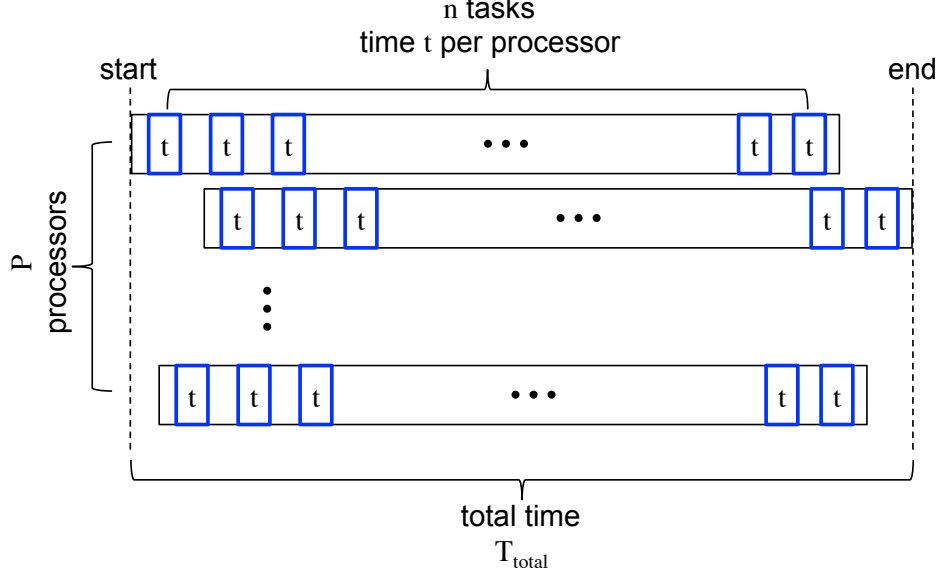 n tasks
time t per processor
start
end
t t t ••• t t
t t t ••• t t
P
processors
t t t ••• t t
total time
T_total